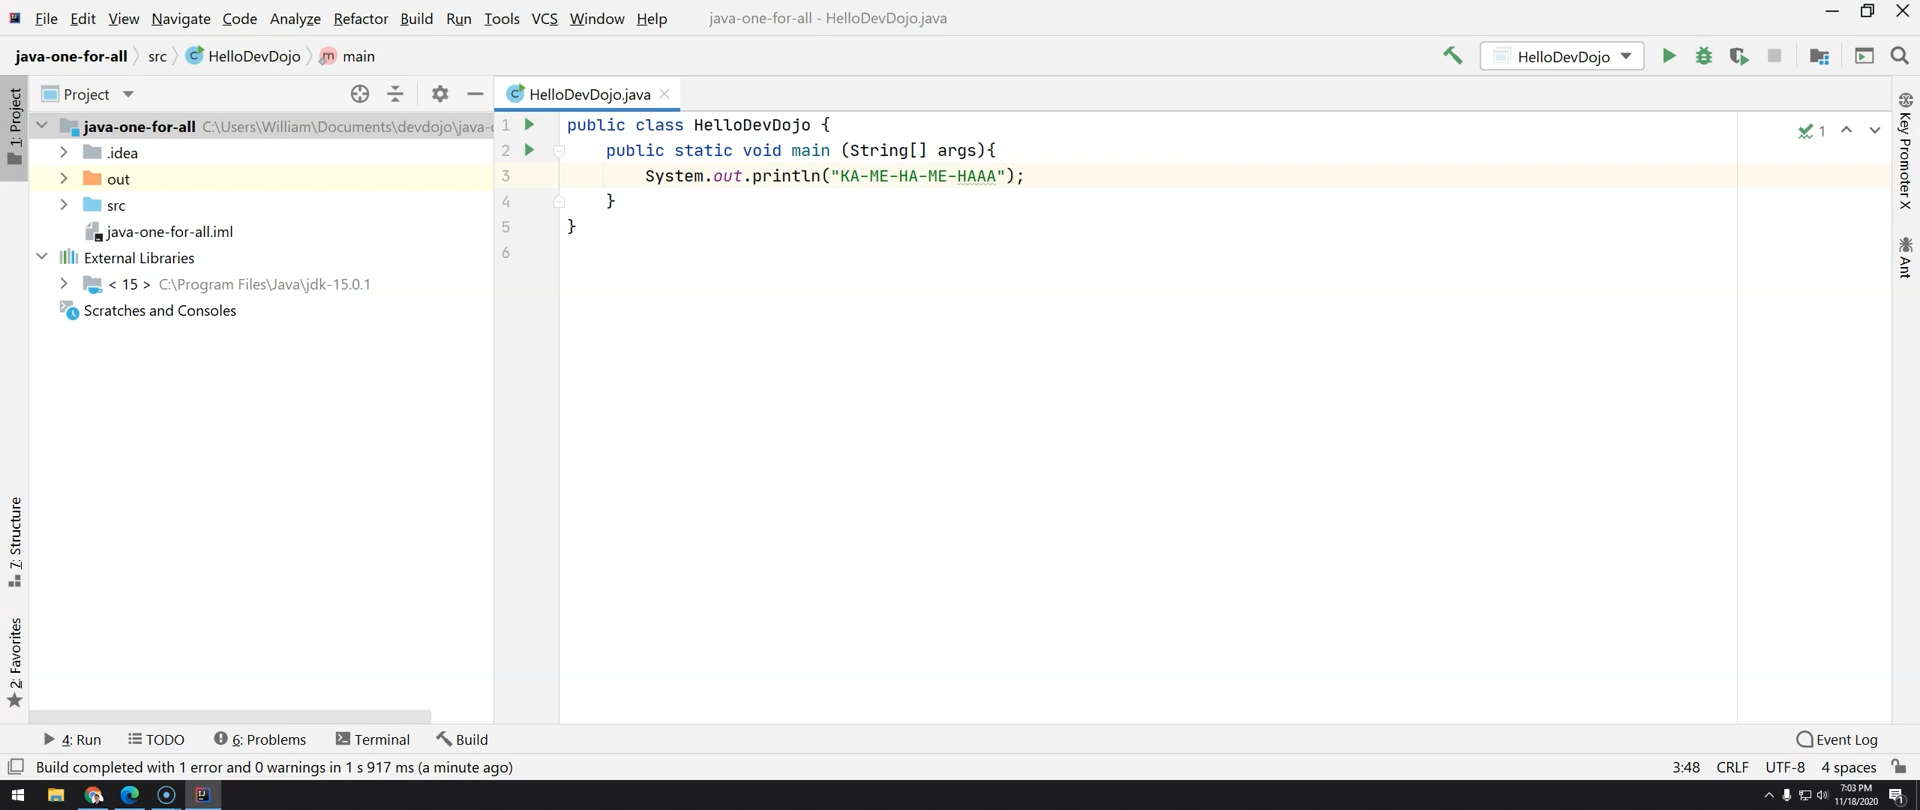 File Edit View Navigate Code Analyze Refactor Build Run Tools VCS Window Help java-one-for-all - HelloDevDojo.java
java-one-for-all src HelloDevDojo main HelloDevDojo
Project
HelloDevDojo.java
1: Project
java-one-for-all C:\Users\William\Documents\devdojo\java-
.idea
out
src
java-one-for-all.iml
External Libraries
< 15 > C:\Program Files\Java\jdk-15.0.1
Scratches and Consoles
7: Structure
2: Favorites
1 public class HelloDevDojo {
2 public static void main (String[] args){
3 System.out.println("KA-ME-HA-ME-HAAA");
4 }
5 }
6
1
Key Promoter X
Ant
4: Run TODO 6: Problems Terminal Build Event Log
Build completed with 1 error and 0 warnings in 1 s 917 ms (a minute ago) 3:48 CRLF UTF-8 4 spaces
7:03 PM
11/18/2020
1